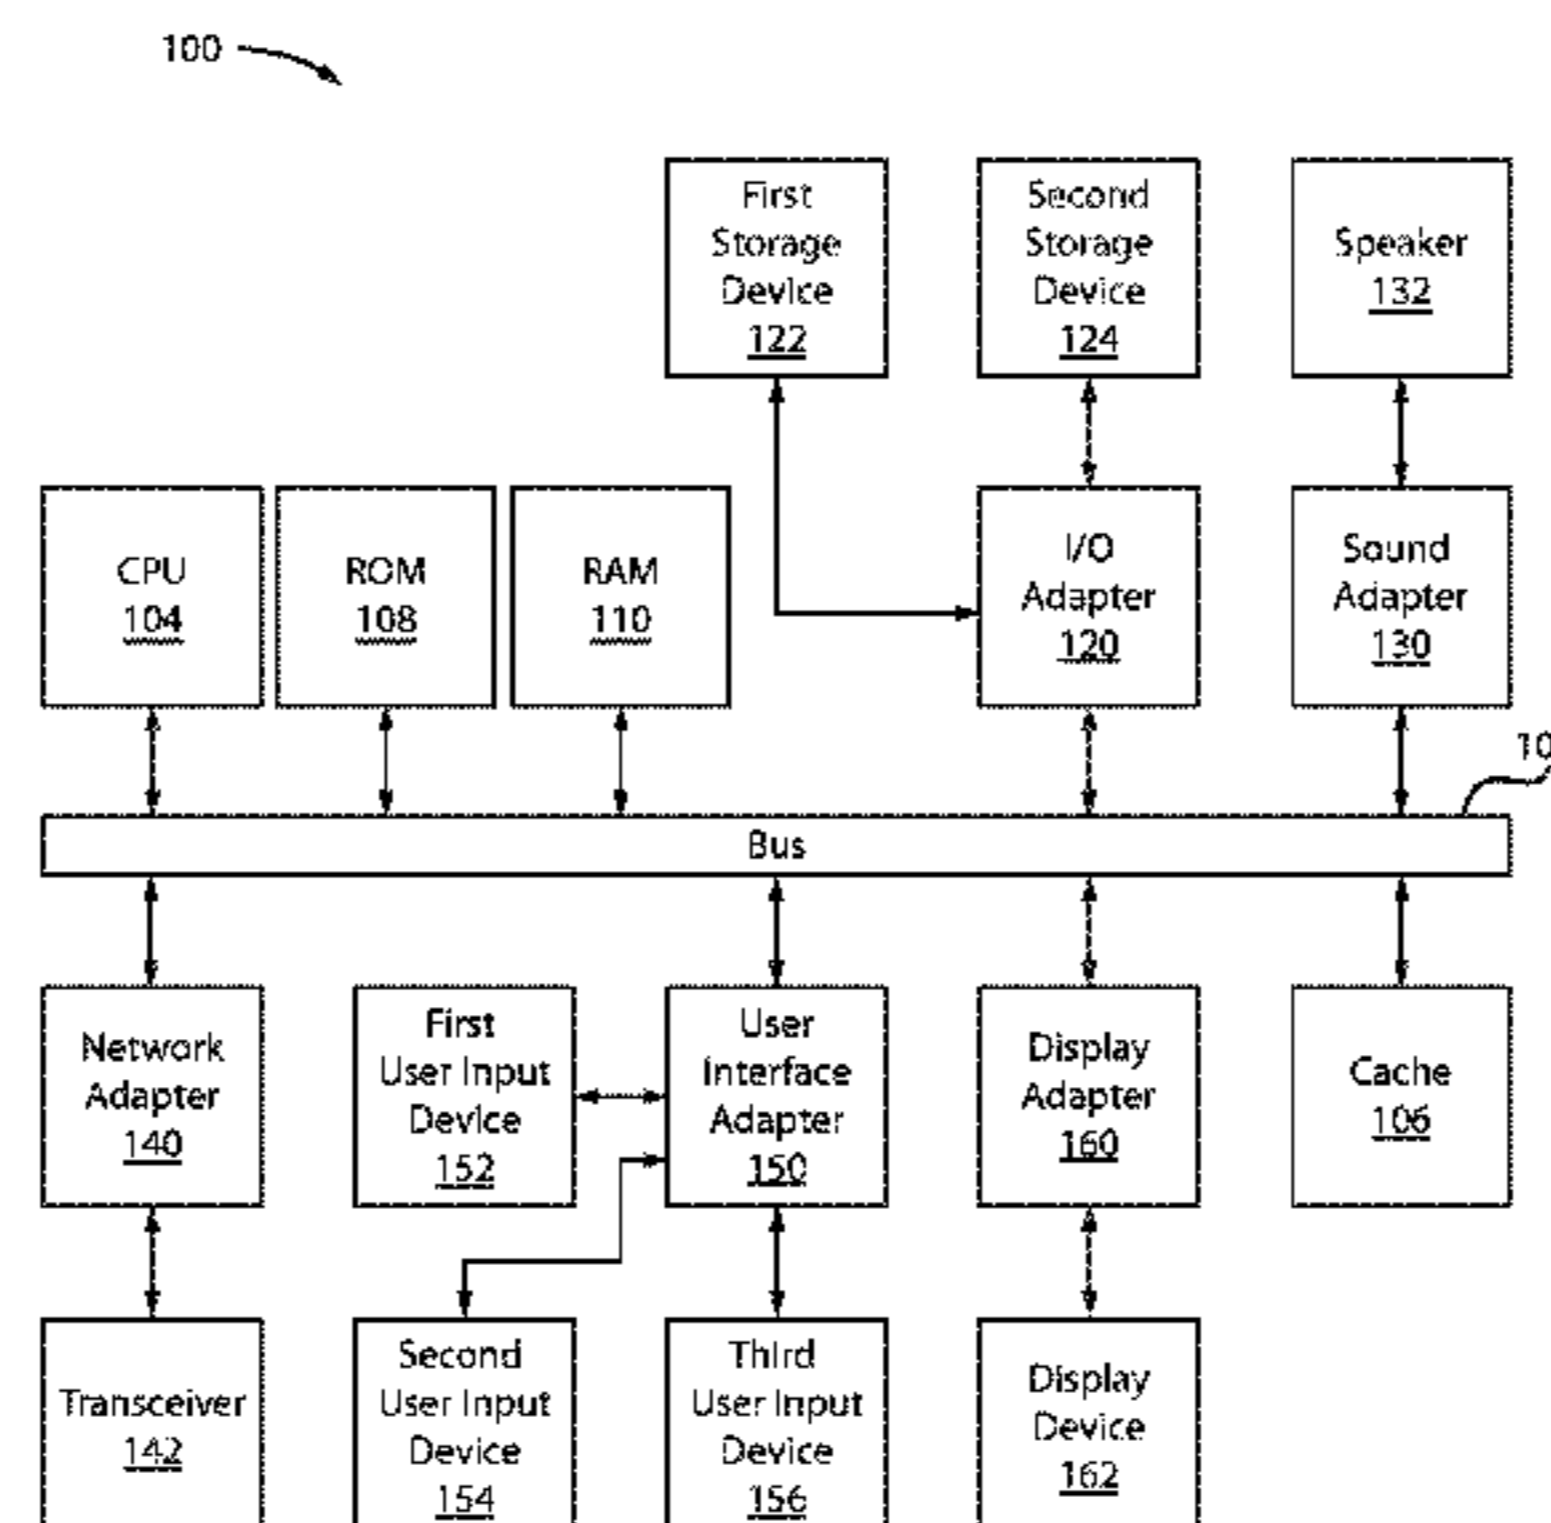 100
First
Storage
Device
122
Second
Storage
Device
124
Speaker
132
CPU
104
ROM
108
RAM
110
I/O
Adapter
120
Sound
Adapter
130
10
Bus
Network
Adapter
140
First
User Input
Device
152
User
Interface
Adapter
150
Display
Adapter
160
Cache
106
Transceiver
142
Second
User Input
Device
154
Third
User Input
Device
156
Display
Device
162